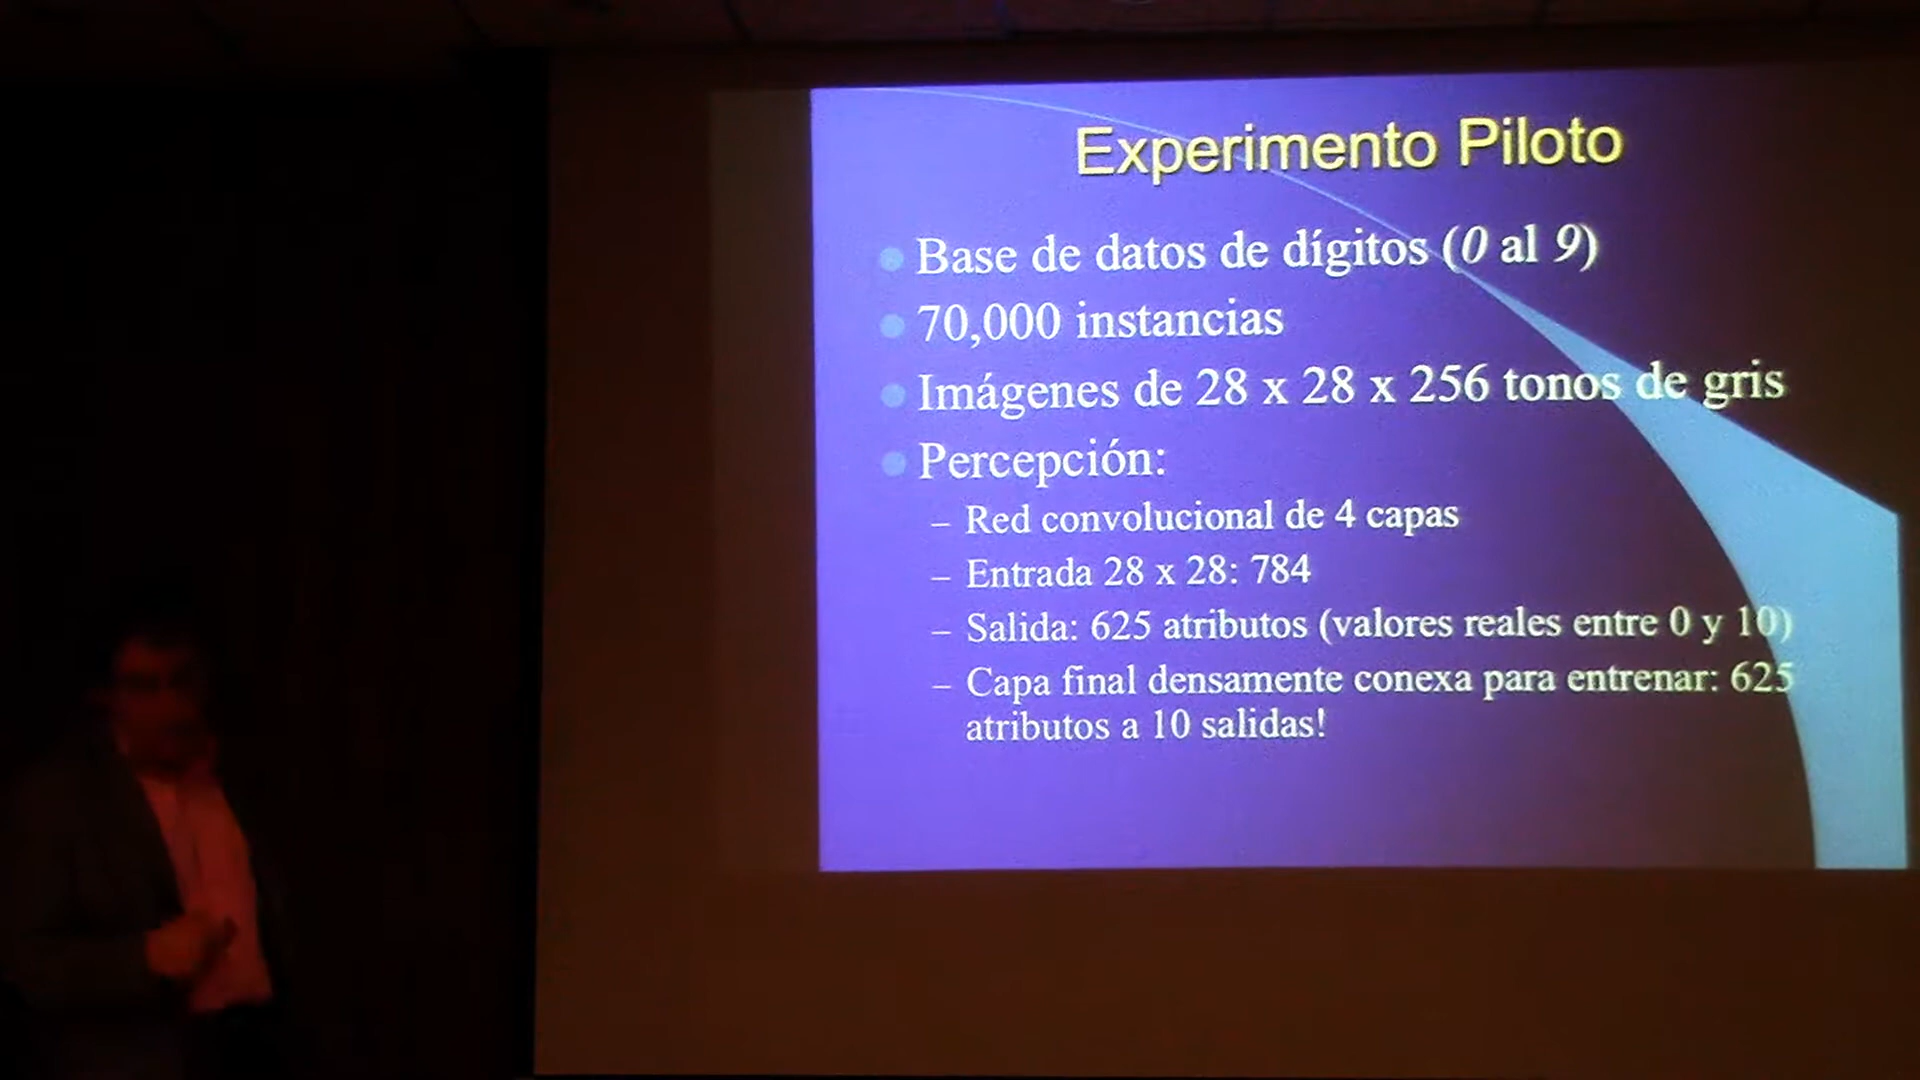 Experimento Piloto
Base de datos de dígitos (0 al 9)
70,000 instancias
Imágenes de 28 x 28 x 256 tonos de gris
Percepción:
– Red convolucional de 4 capas
– Entrada 28 x 28: 784
– Salida: 625 atributos (valores reales entre 0 y 10)
– Capa final densamente conexa para entrenar: 625
atributos a 10 salidas!